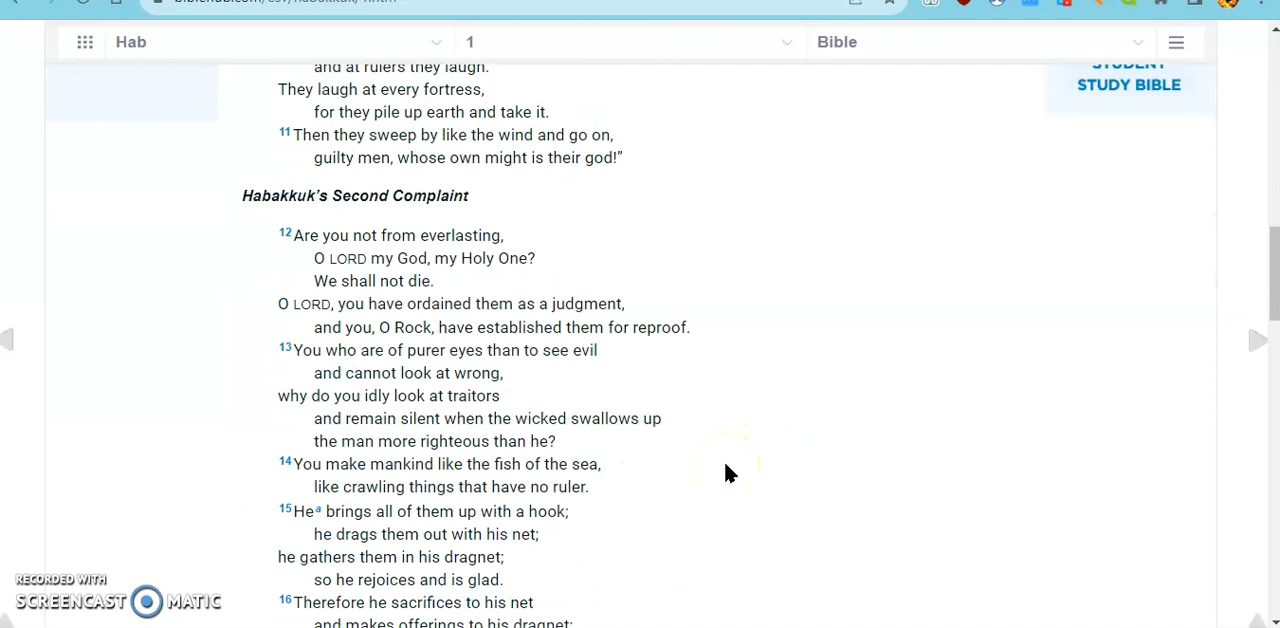 Hab
1
Bible
STUDENT
STUDY BIBLE
and at rulers they laugh.
They laugh at every fortress,
for they pile up earth and take it.
11 Then they sweep by like the wind and go on,
guilty men, whose own might is their god!”
Habakkuk’s Second Complaint
12 Are you not from everlasting,
O LORD my God, my Holy One?
We shall not die.
O LORD, you have ordained them as a judgment,
and you, O Rock, have established them for reproof.
13 You who are of purer eyes than to see evil
and cannot look at wrong,
why do you idly look at traitors
and remain silent when the wicked swallows up
the man more righteous than he?
14 You make mankind like the fish of the sea,
like crawling things that have no ruler.
15 He a brings all of them up with a hook;
he drags them out with his net;
he gathers them in his dragnet;
so he rejoices and is glad.
16 Therefore he sacrifices to his net
and makes offerings to his dragnet;
RECORDED WITH
SCREENCAST MATIC